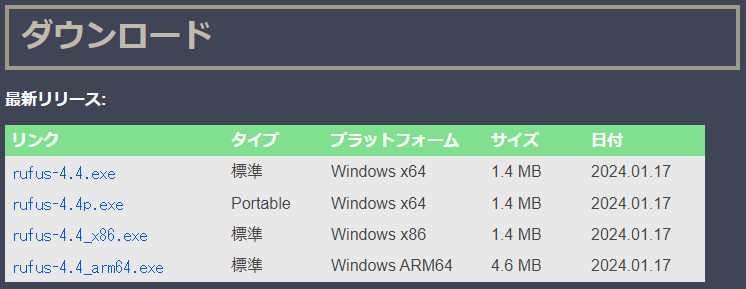 ダウンロード
最新リリース:
リンク タイプ プラットフォーム サイズ 日付
rufus-4.4.exe 標準 Windows x64 1.4 MB 2024.01.17
rufus-4.4p.exe Portable Windows x64 1.4 MB 2024.01.17
rufus-4.4_x86.exe 標準 Windows x86 1.4 MB 2024.01.17
rufus-4.4_arm64.exe 標準 Windows ARM64 4.6 MB 2024.01.17